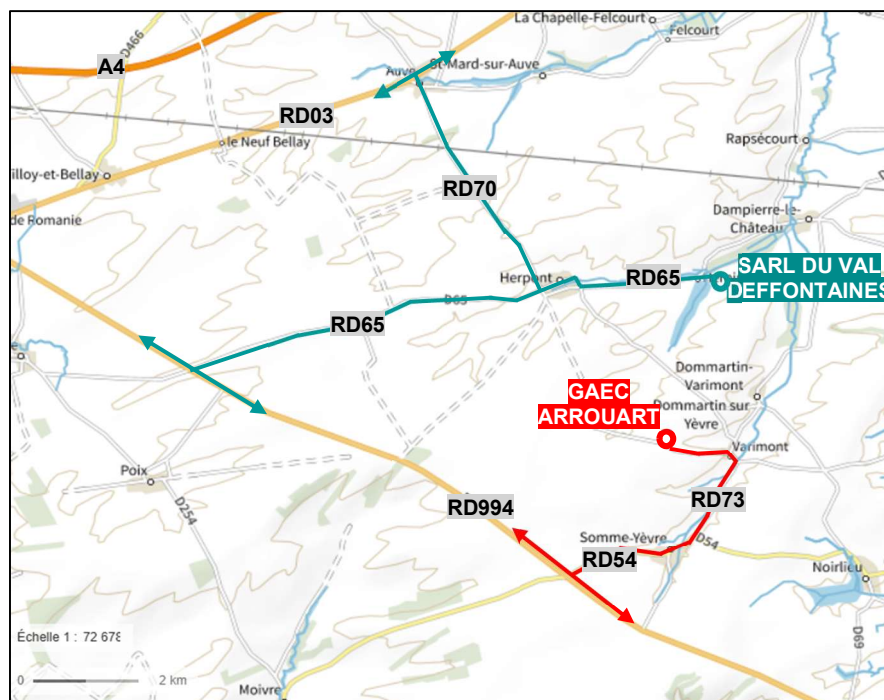 La Chapelle-Felcourt
Felcourt
D466
A4
St-Mard-sur-Auve
Auve
RD03
le Neuf Bellay
Rapsécourt
illoy-et-Bellay
RD70
de Romanie
Dampierre-le-
Château
SARL DU VAL
DEFFONTAINES
Herpont
RD65
D65
RD65
Dommartin-
Varimont
GAEC
ARROUART
Dommartin sur
Yèvre
Varimont
Poix
RD994
RD73
D254
Somme-Yèvre
D54
RD54
Noirlieu
Échelle 1 : 72 678
D69
0
2 km
Moivre